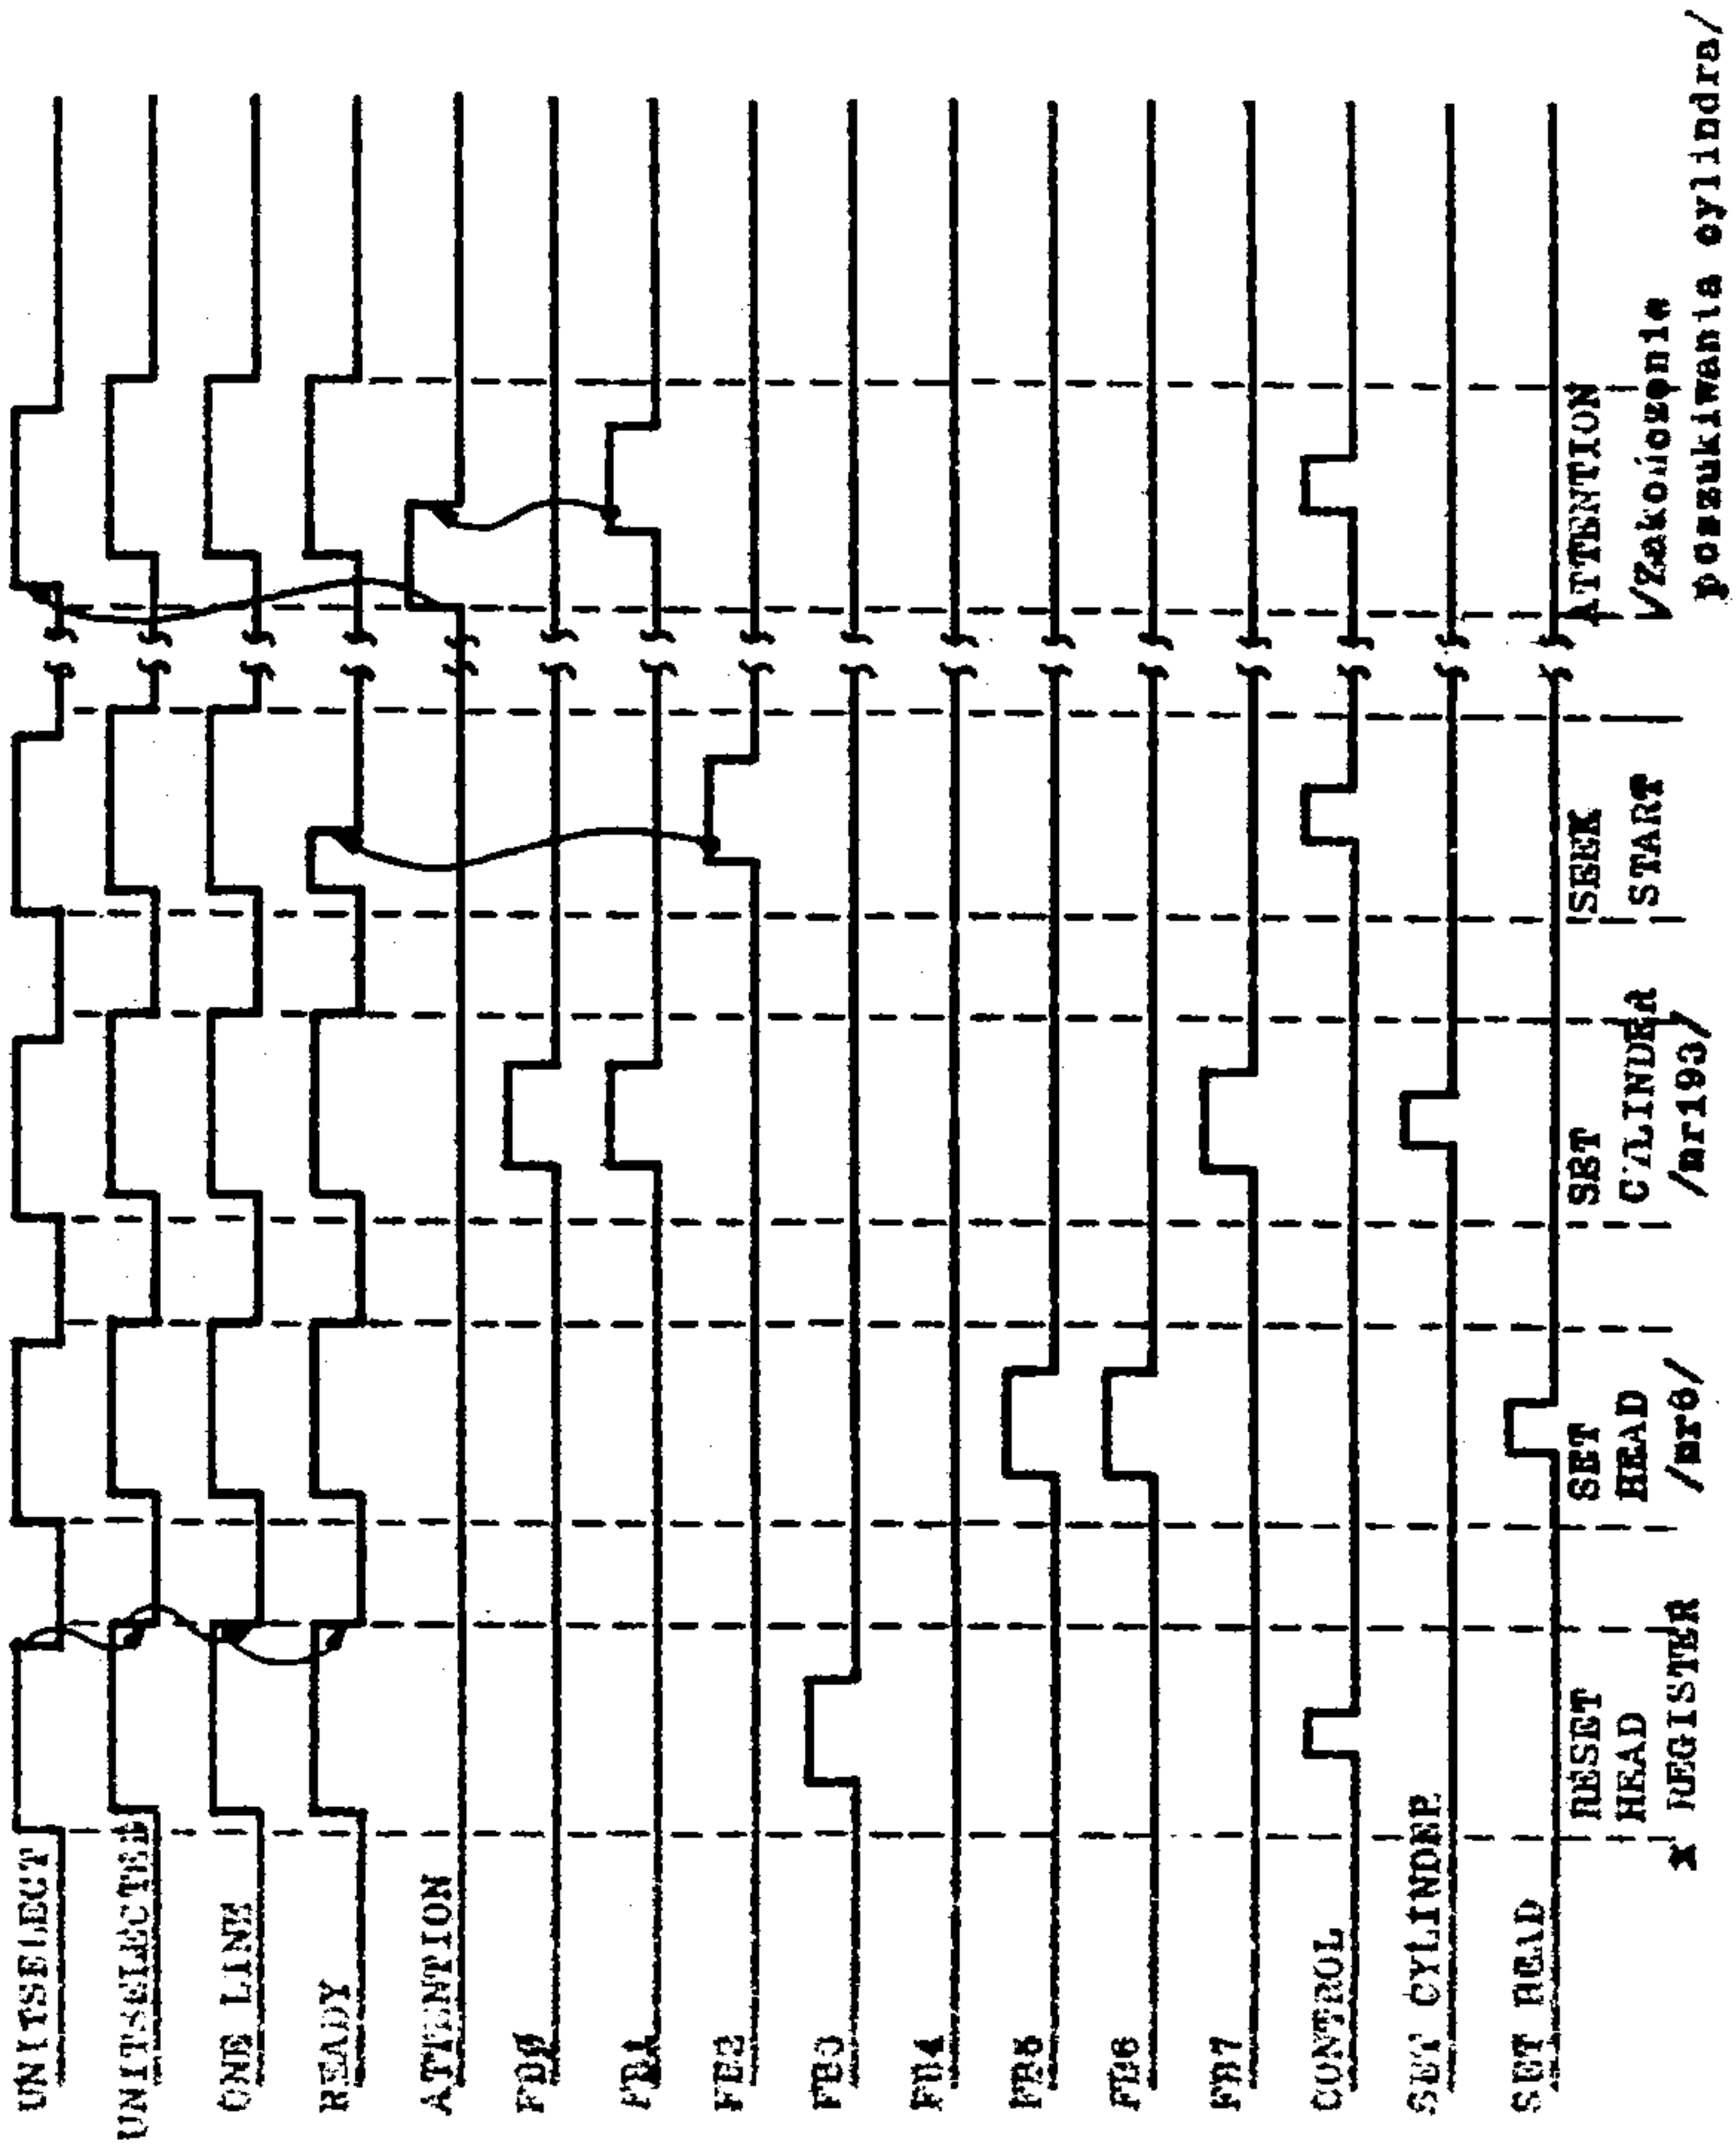 UNITSELECT
UNITSELECTED
ONE LINE
READY
ATTENTION
FBØ
FB1
FB2
FB3
FB4
FB5
FB6
FB7
CONTROL
SET CYLINDER
SET HEAD
RESET
HEAD
x REGISTER
SET
HEAD
/nr6/
SET
CYLINDER
/nr193/
SEEK
START
ATTENTION
/Zakończenie
poszukiwania cylindra/